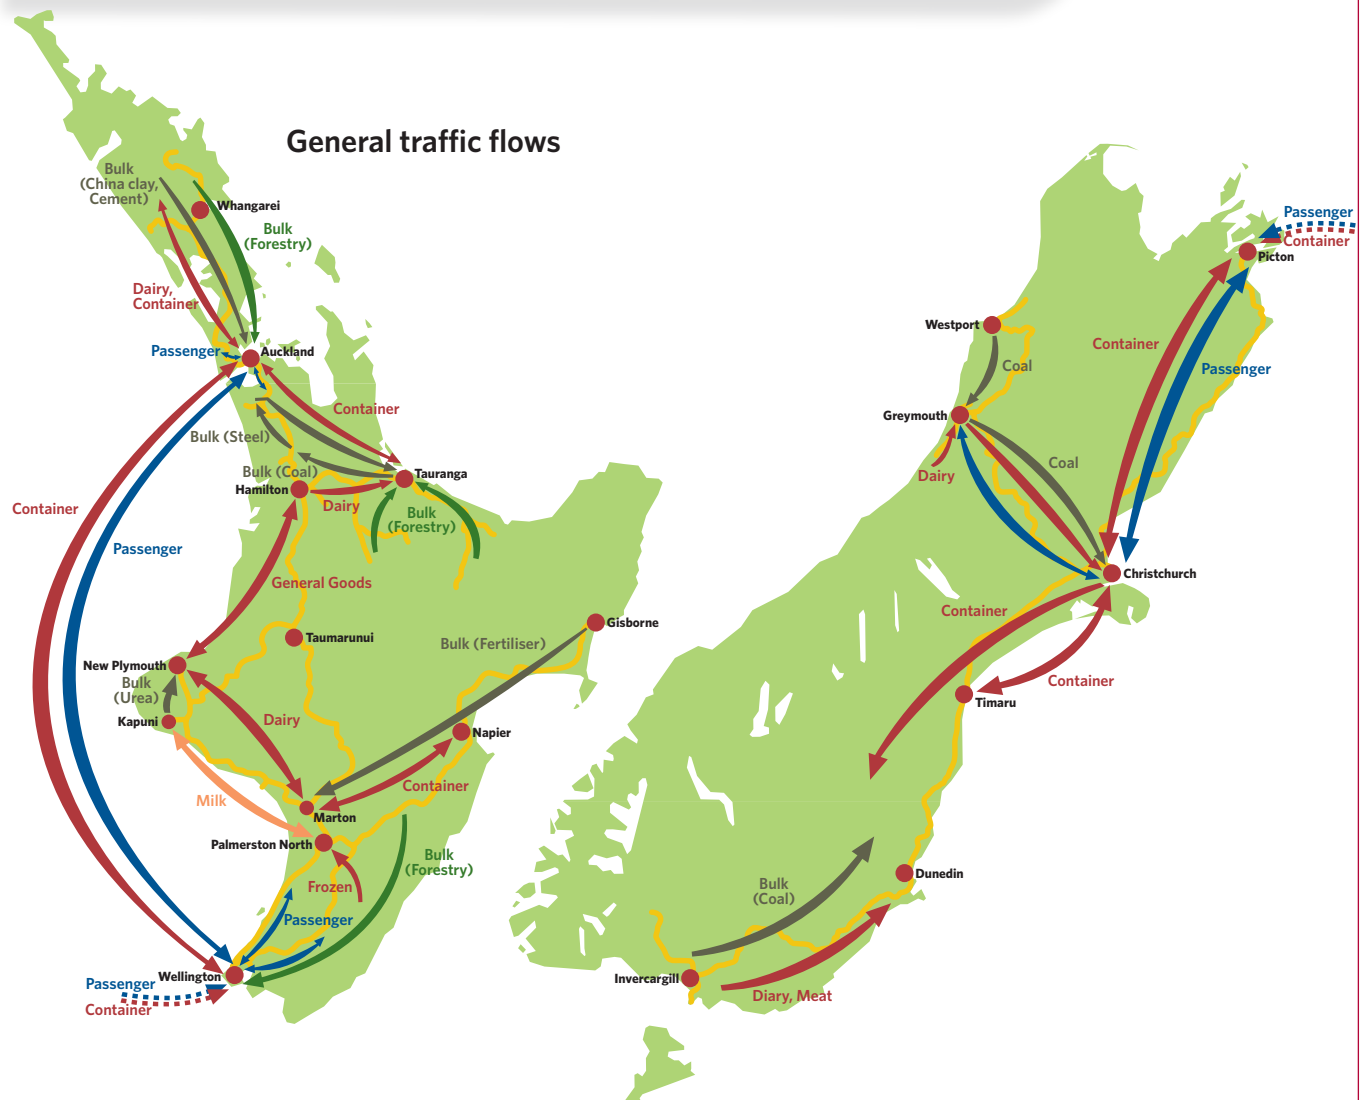 General traffic flows
Bulk
(China clay,
Cement)
Whangarei
Bulk
(Forestry)
Dairy,
Container
Passenger
Auckland
Container
Bulk (Steel)
Bulk (Coal)
Hamilton
Tauranga
Dairy
Bulk
(Forestry)
Container
Passenger
General Goods
Taumarunui
Gisborne
Bulk (Fertiliser)
New Plymouth
Bulk
(Urea)
Kapuni
Dairy
Napier
Container
Milk
Marton
Palmerston North
Bulk
(Forestry)
Frozen
Passenger
Wellington
Passenger
Container
Passenger
Container
Picton
Westport
Coal
Container
Passenger
Greymouth
Coal
Dairy
Christchurch
Container
Container
Timaru
Dunedin
Bulk
(Coal)
Invercargill
Diary, Meat